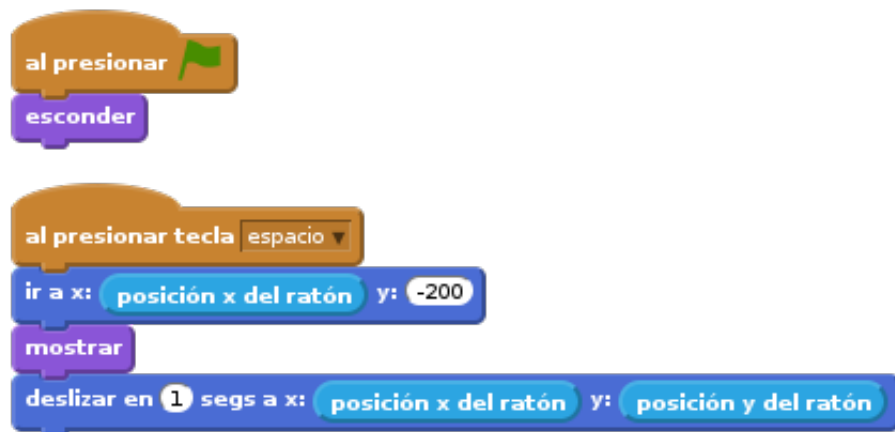 al presionar
esconder
al presionar tecla espacio
ir a x: posición x del ratón y: -200
mostrar
deslizar en 1 segs a x: posición x del ratón y: posición y del ratón